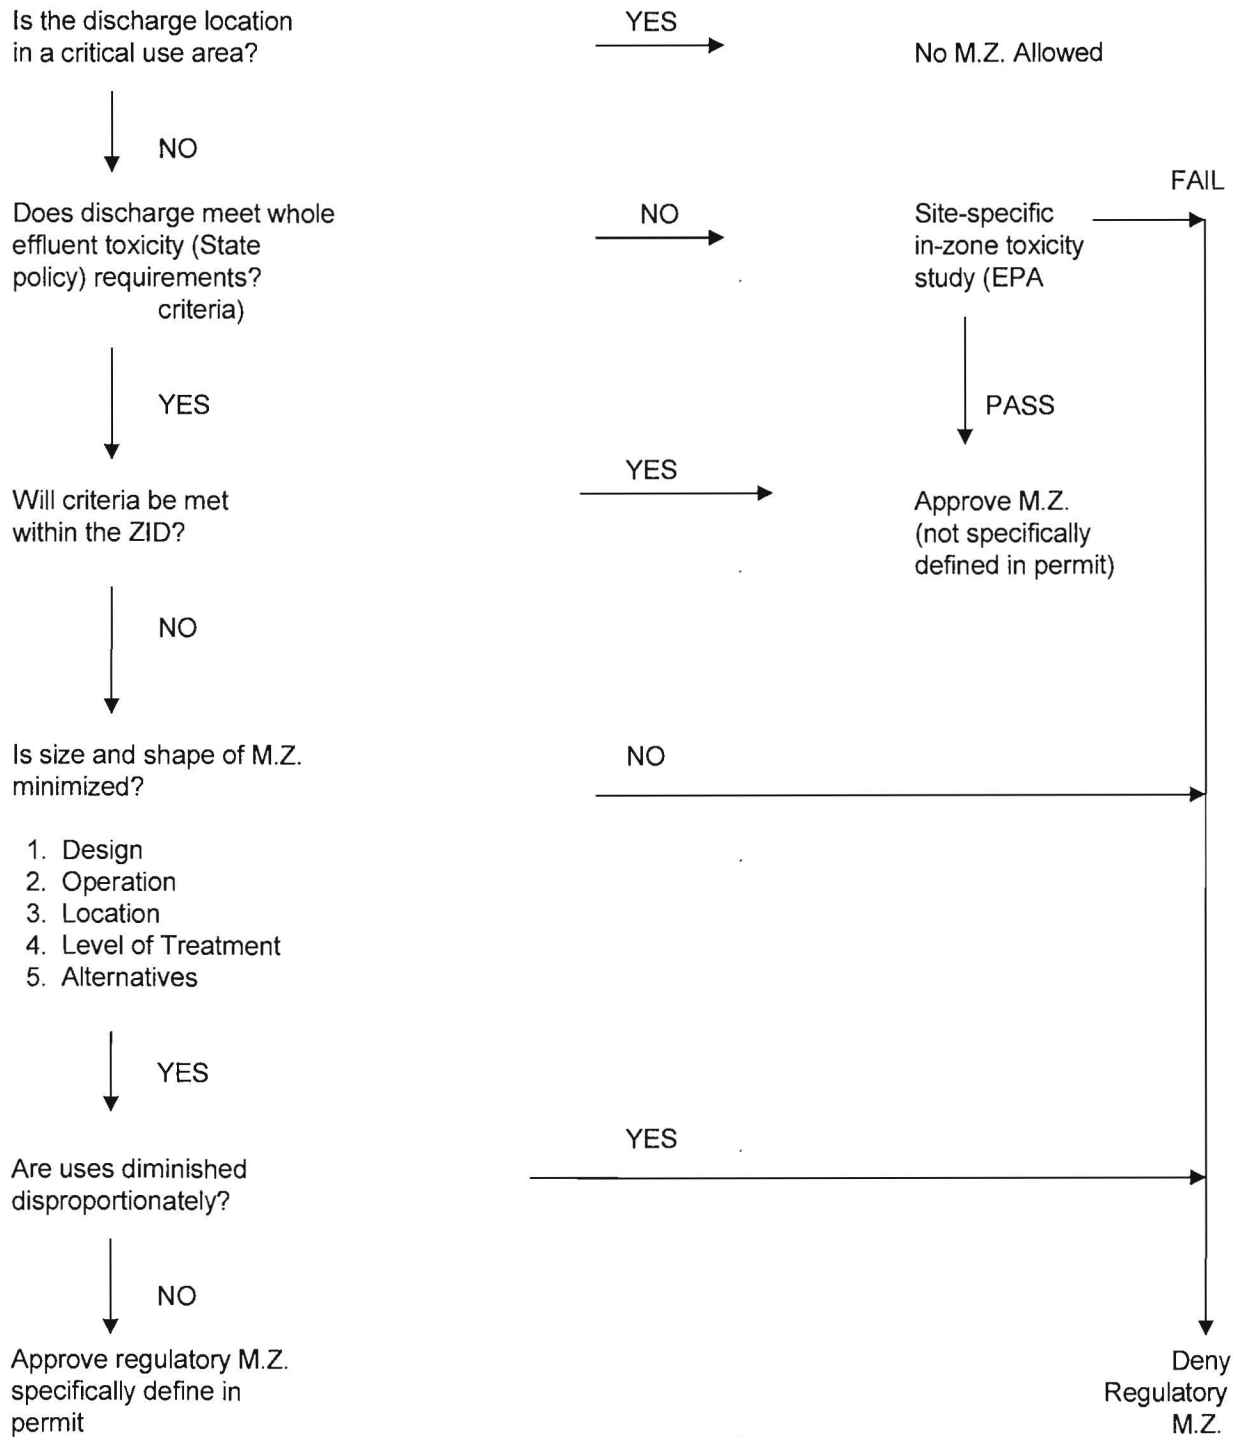 Is the discharge location
in a critical use area?
YES
No M.Z. Allowed
NO
FAIL
Does discharge meet whole
effluent toxicity (State
policy) requirements?
criteria)
NO
Site-specific
in-zone toxicity
study (EPA
YES
PASS
Will criteria be met
within the ZID?
YES
Approve M.Z.
(not specifically
defined in permit)
NO
Is size and shape of M.Z.
minimized?
NO
1. Design
2. Operation
3. Location
4. Level of Treatment
5. Alternatives
YES
Are uses diminished
disproportionately?
YES
NO
Approve regulatory M.Z.
specifically define in
permit
Deny
Regulatory
M.Z.